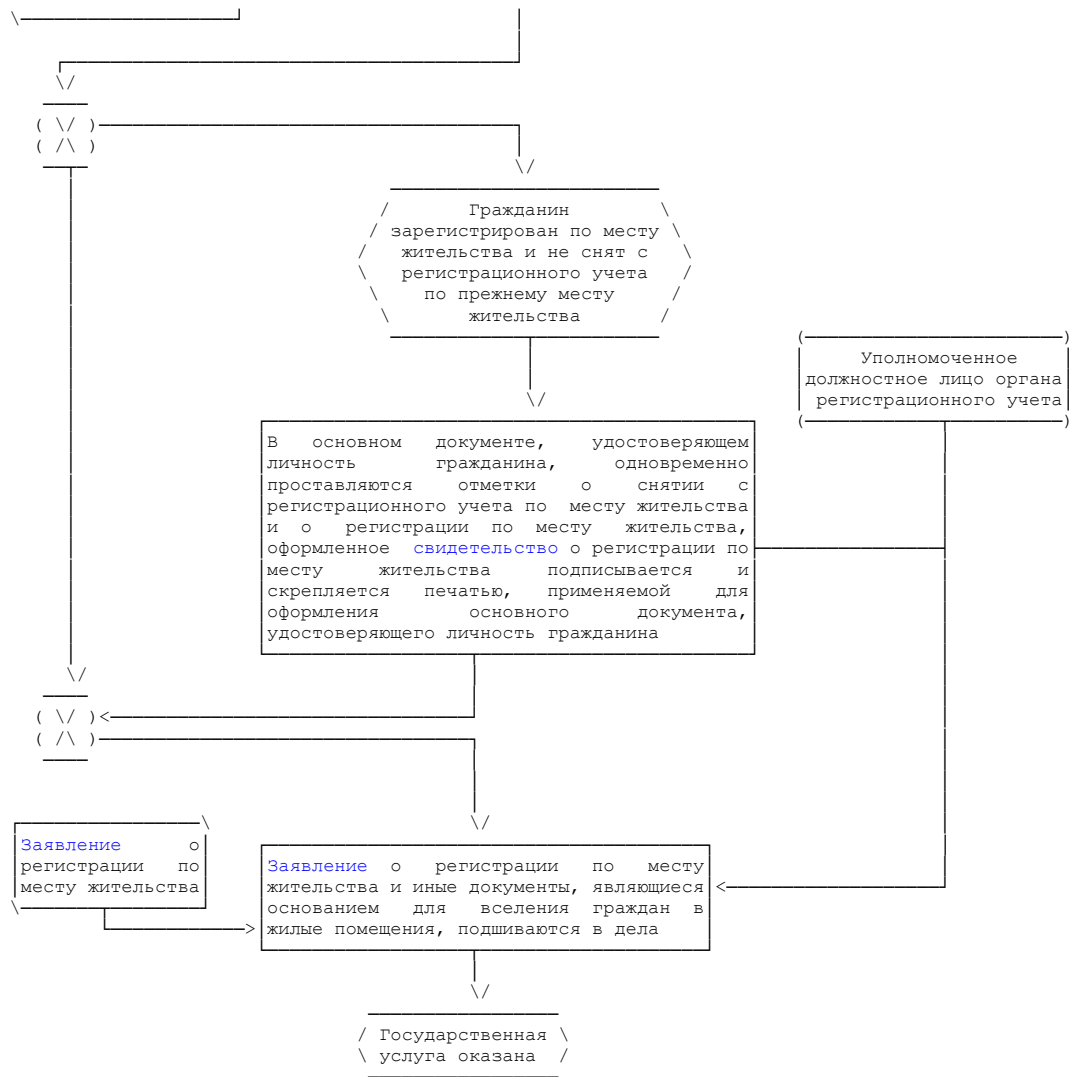 Гражданин
зарегистрирован по месту
жительства и не снят с
регистрационного учета
по прежнему месту
жительства
Уполномоченное
должностное лицо органа
регистрационного учета
В основном документе, удостоверяющем
личность гражданина, одновременно
проставляются отметки о снятии с
регистрационного учета по месту жительства
и о регистрации по месту жительства,
оформленное свидетельство о регистрации по
месту жительства подписывается и
скрепляется печатью, применяемой для
оформления основного документа,
удостоверяющего личность гражданина
Заявление о
регистрации по
месту жительства
Заявление о регистрации по месту
жительства и иные документы, являющиеся
основанием для вселения граждан в
жилые помещения, подшиваются в дела
Государственная
услуга оказана